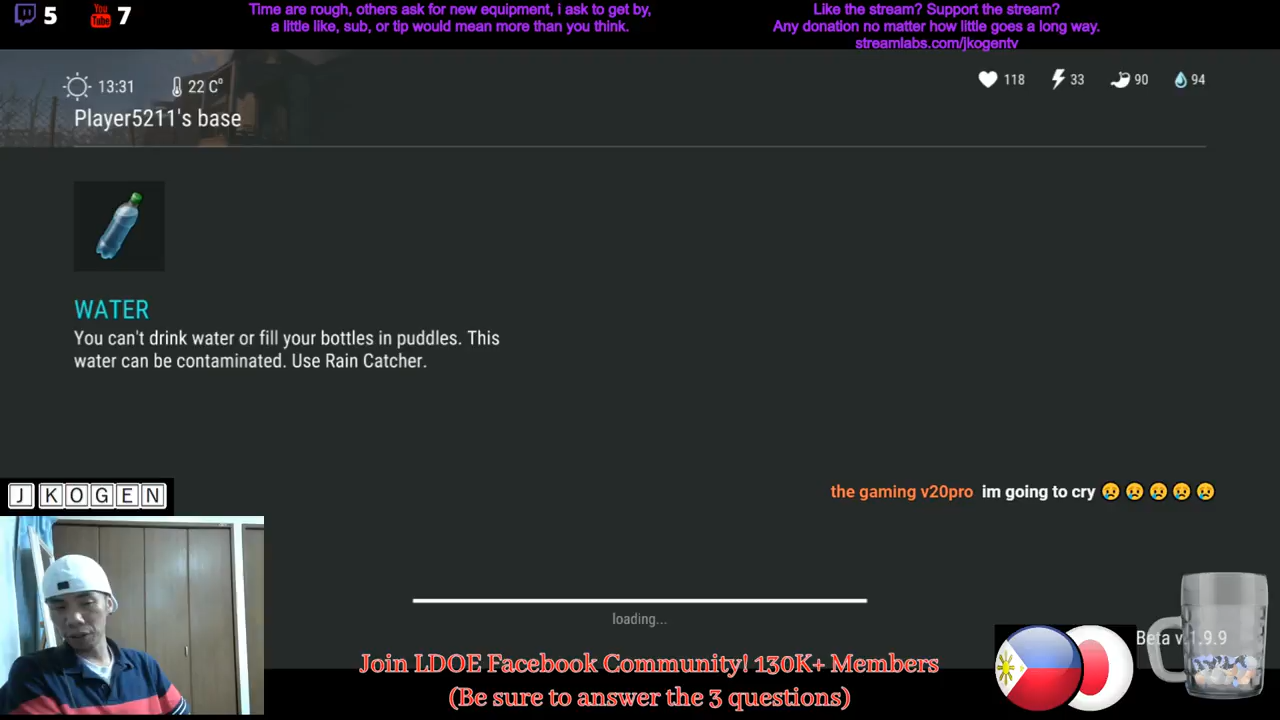 5 YouTube 7
Time are rough, others ask for new equipment, i ask to get by,
a little like, sub, or tip would mean more than you think.
Like the stream? Support the stream?
Any donation no matter how little goes a long way.
streamlabs.com/jkogentv
13:31 22 C°
118 33 90 94
Player5211's base
WATER
You can't drink water or fill your bottles in puddles. This
water can be contaminated. Use Rain Catcher.
the gaming v20pro im going to cry 😢😢😢😢😢
J KOGEN
loading...
Beta v.1.9.9
Join LDOE Facebook Community! 130K+ Members
(Be sure to answer the 3 questions)